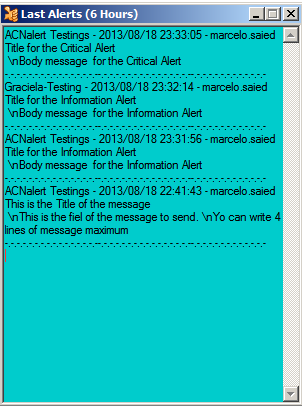 Last Alerts (6 Hours)
ACNalert Testings - 2013/08/18 23:33:05 - marcelo.saied
Title for the Critical Alert
\nBody message  for the Critical Alert
-.-.-.-.-.-.-.-.-.-.-.-.-.-.-.-.-.-.-.-.-.-.-.-.-.-.-
Graciela-Testing - 2013/08/18 23:32:14 - marcelo.saied
Title for the Information Alert
\nBody message  for the Information Alert
-.-.-.-.-.-.-.-.-.-.-.-.-.-.-.-.-.-.-.-.-.-.-.-.-.-.-
ACNalert Testings - 2013/08/18 23:31:56 - marcelo.saied
Title for the Information Alert
\nBody message  for the Information Alert
-.-.-.-.-.-.-.-.-.-.-.-.-.-.-.-.-.-.-.-.-.-.-.-.-.-.-
ACNalert Testings - 2013/08/18 22:41:43 - marcelo.saied
This is the Title of the message
\nThis is the fiel of the message to send. \nYo can write 4
lines of message maximum
-.-.-.-.-.-.-.-.-.-.-.-.-.-.-.-.-.-.-.-.-.-.-.-.-.-.-